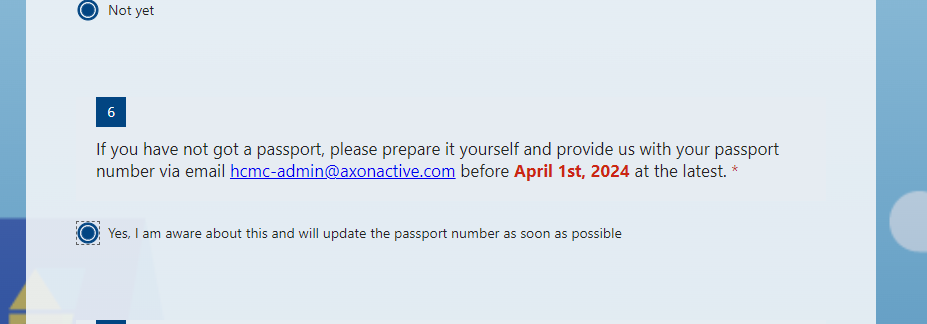 Not yet
6
If you have not got a passport, please prepare it yourself and provide us with your passport
number via email hcmc-admin@axonactive.com before April 1st, 2024 at the latest. *
Yes, I am aware about this and will update the passport number as soon as possible